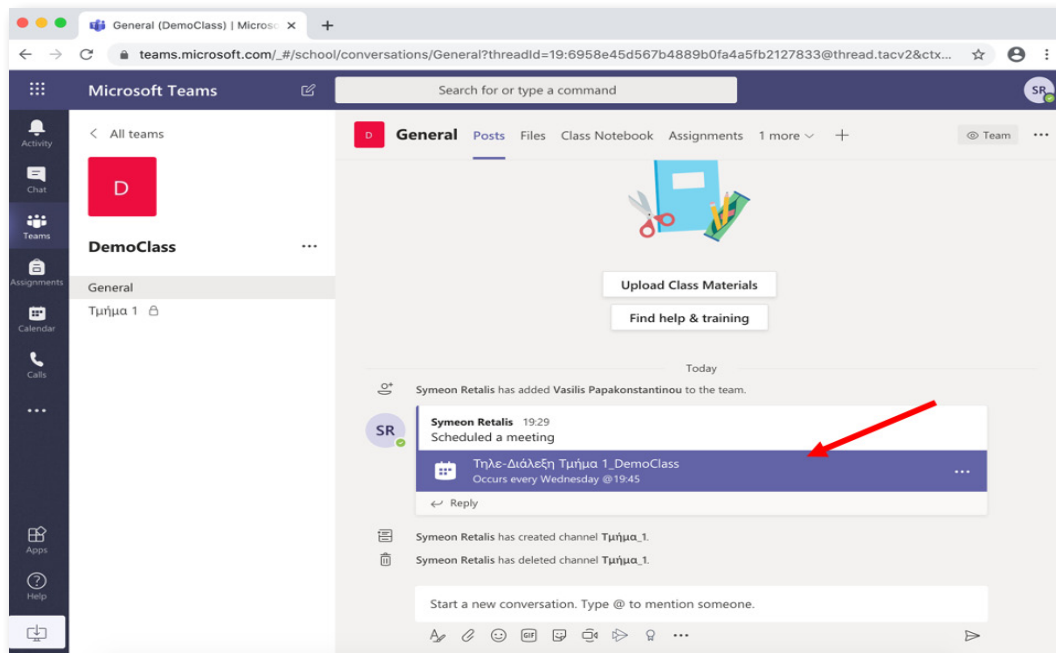 General (DemoClass) | Microsc
teams.microsoft.com/_#/school/conversations/General?threadId=19:6958e45d567b4889b0fa4a5fb2127833@thread.tacv2&ctx...
Microsoft Teams
Search for or type a command
SR
Activity
Chat
Teams
Assignments
Calendar
Calls
Apps
Help
All teams
D
DemoClass
General
Τμήμα 1
D General Posts Files Class Notebook Assignments 1 more Team
Upload Class Materials
Find help & training
Today
Symeon Retalis has added Vasilis Papakonstantinou to the team.
SR
Symeon Retalis 19:29
Scheduled a meeting
Τηλε-Διάλεξη Τμήμα 1_DemoClass
Occurs every Wednesday @19:45
Reply
Symeon Retalis has created channel Τμήμα_1.
Symeon Retalis has deleted channel Τμήμα_1.
Start a new conversation. Type @ to mention someone.
GIF